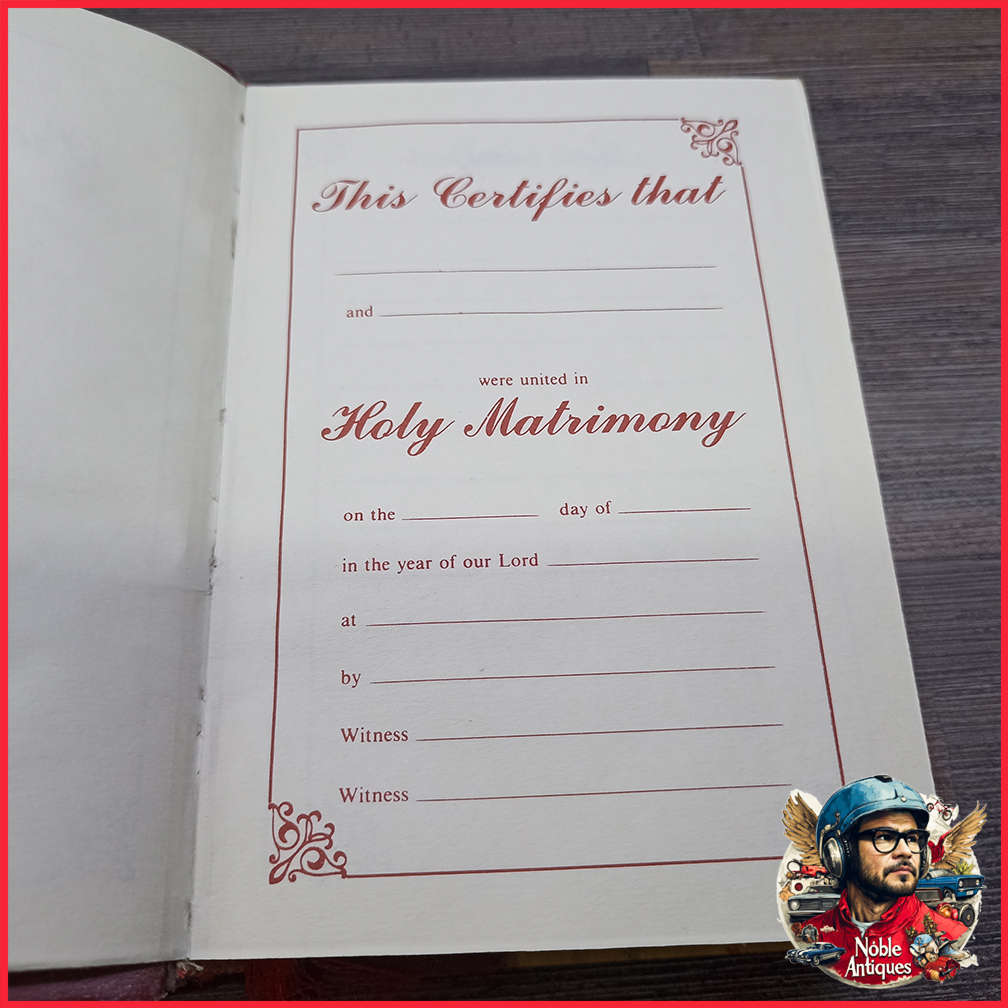 This Certifies that
and
were united in
Holy Matrimony
on the day of
in the year of our Lord
at
by
Witness
Witness
Noble
Antiques